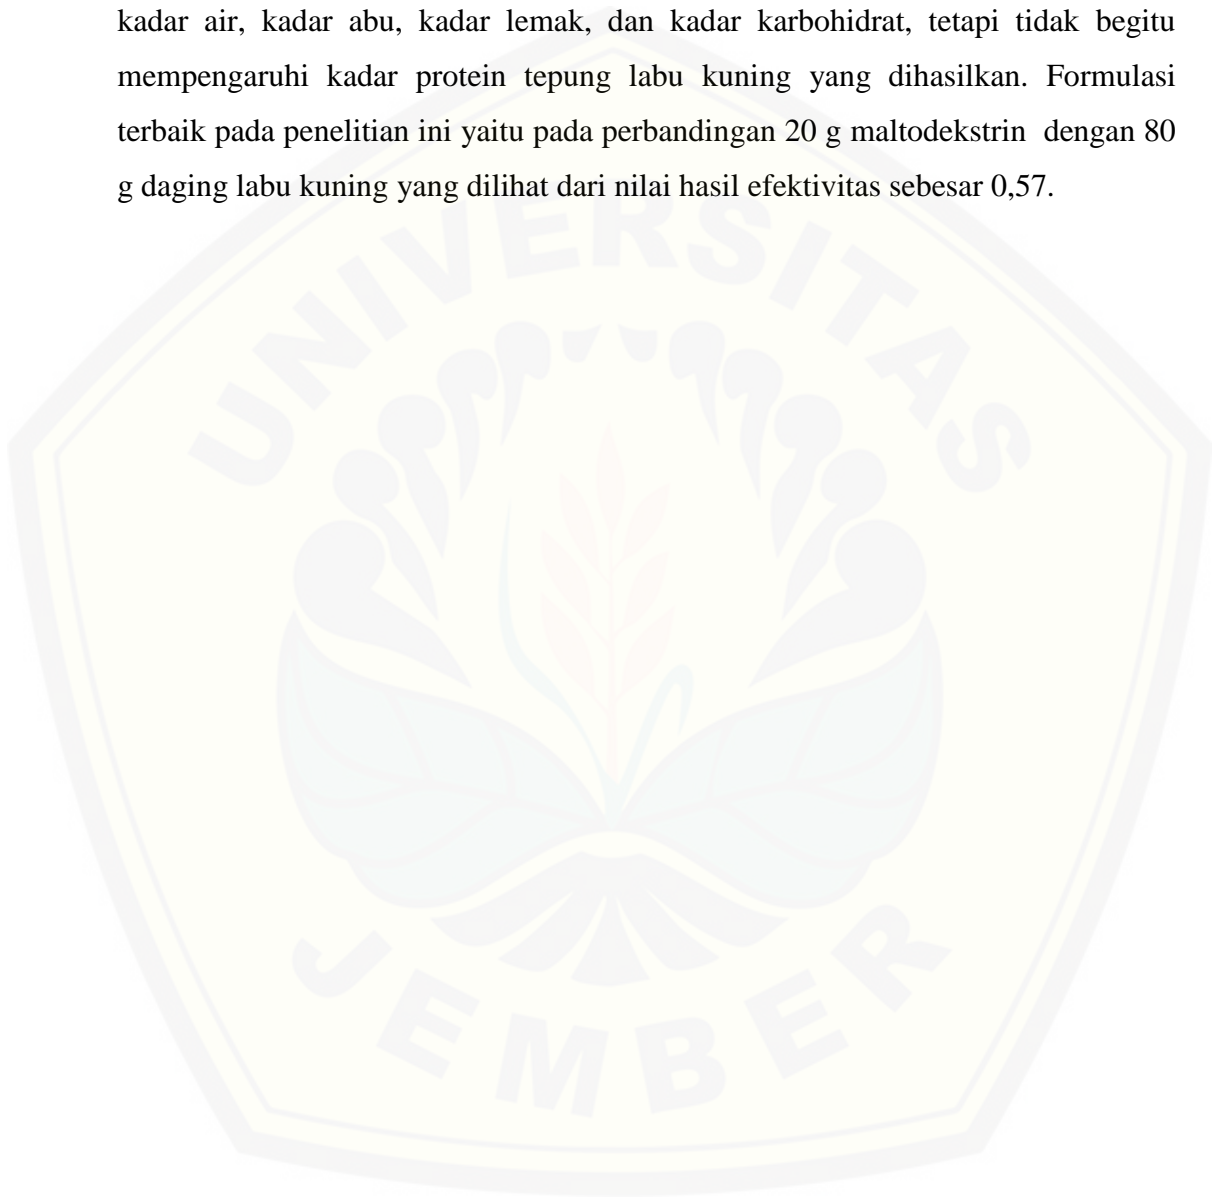 kadar air, kadar abu, kadar lemak, dan kadar karbohidrat, tetapi tidak begitu
mempengaruhi kadar protein tepung labu kuning yang dihasilkan. Formulasi
terbaik pada penelitian ini yaitu pada perbandingan 20 g maltodekstrin dengan 80
g daging labu kuning yang dilihat dari nilai hasil efektivitas sebesar 0,57.
UNIVERSITAS
JEMBER